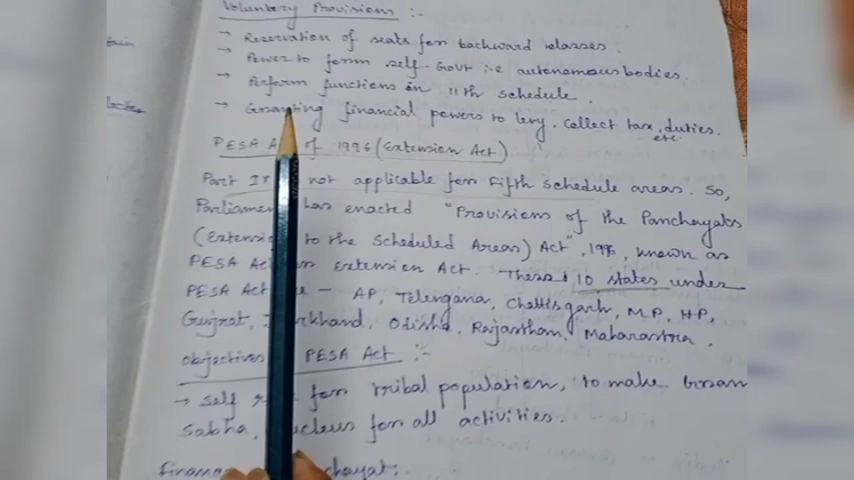 Voluntary Provisions :-
→ Reservation of seats for backward classes.
→ Power to form self-Govt i.e autonomous bodies.
→ Perform functions in 11th schedule.
→ Granting financial powers to levy, collect tax, duties. etc.
PESA A of 1996 (Extension Act)
Part not applicable for Fifth schedule areas. So,
Parliament has enacted "Provisions of the Panchayats
(Extension to the Scheduled Areas) Act", 1996, known as
PESA Act extension Act. These 10 states under
PESA Act - AP, Telengana, Chattisgarh, M.P, H.P,
Gujrat, Jharkhand, Odisha, Rajasthan, Maharastra.
Objectives PESA Act :-
→ self for tribal population, to make Gram
Sabha, nucleus for all activities.